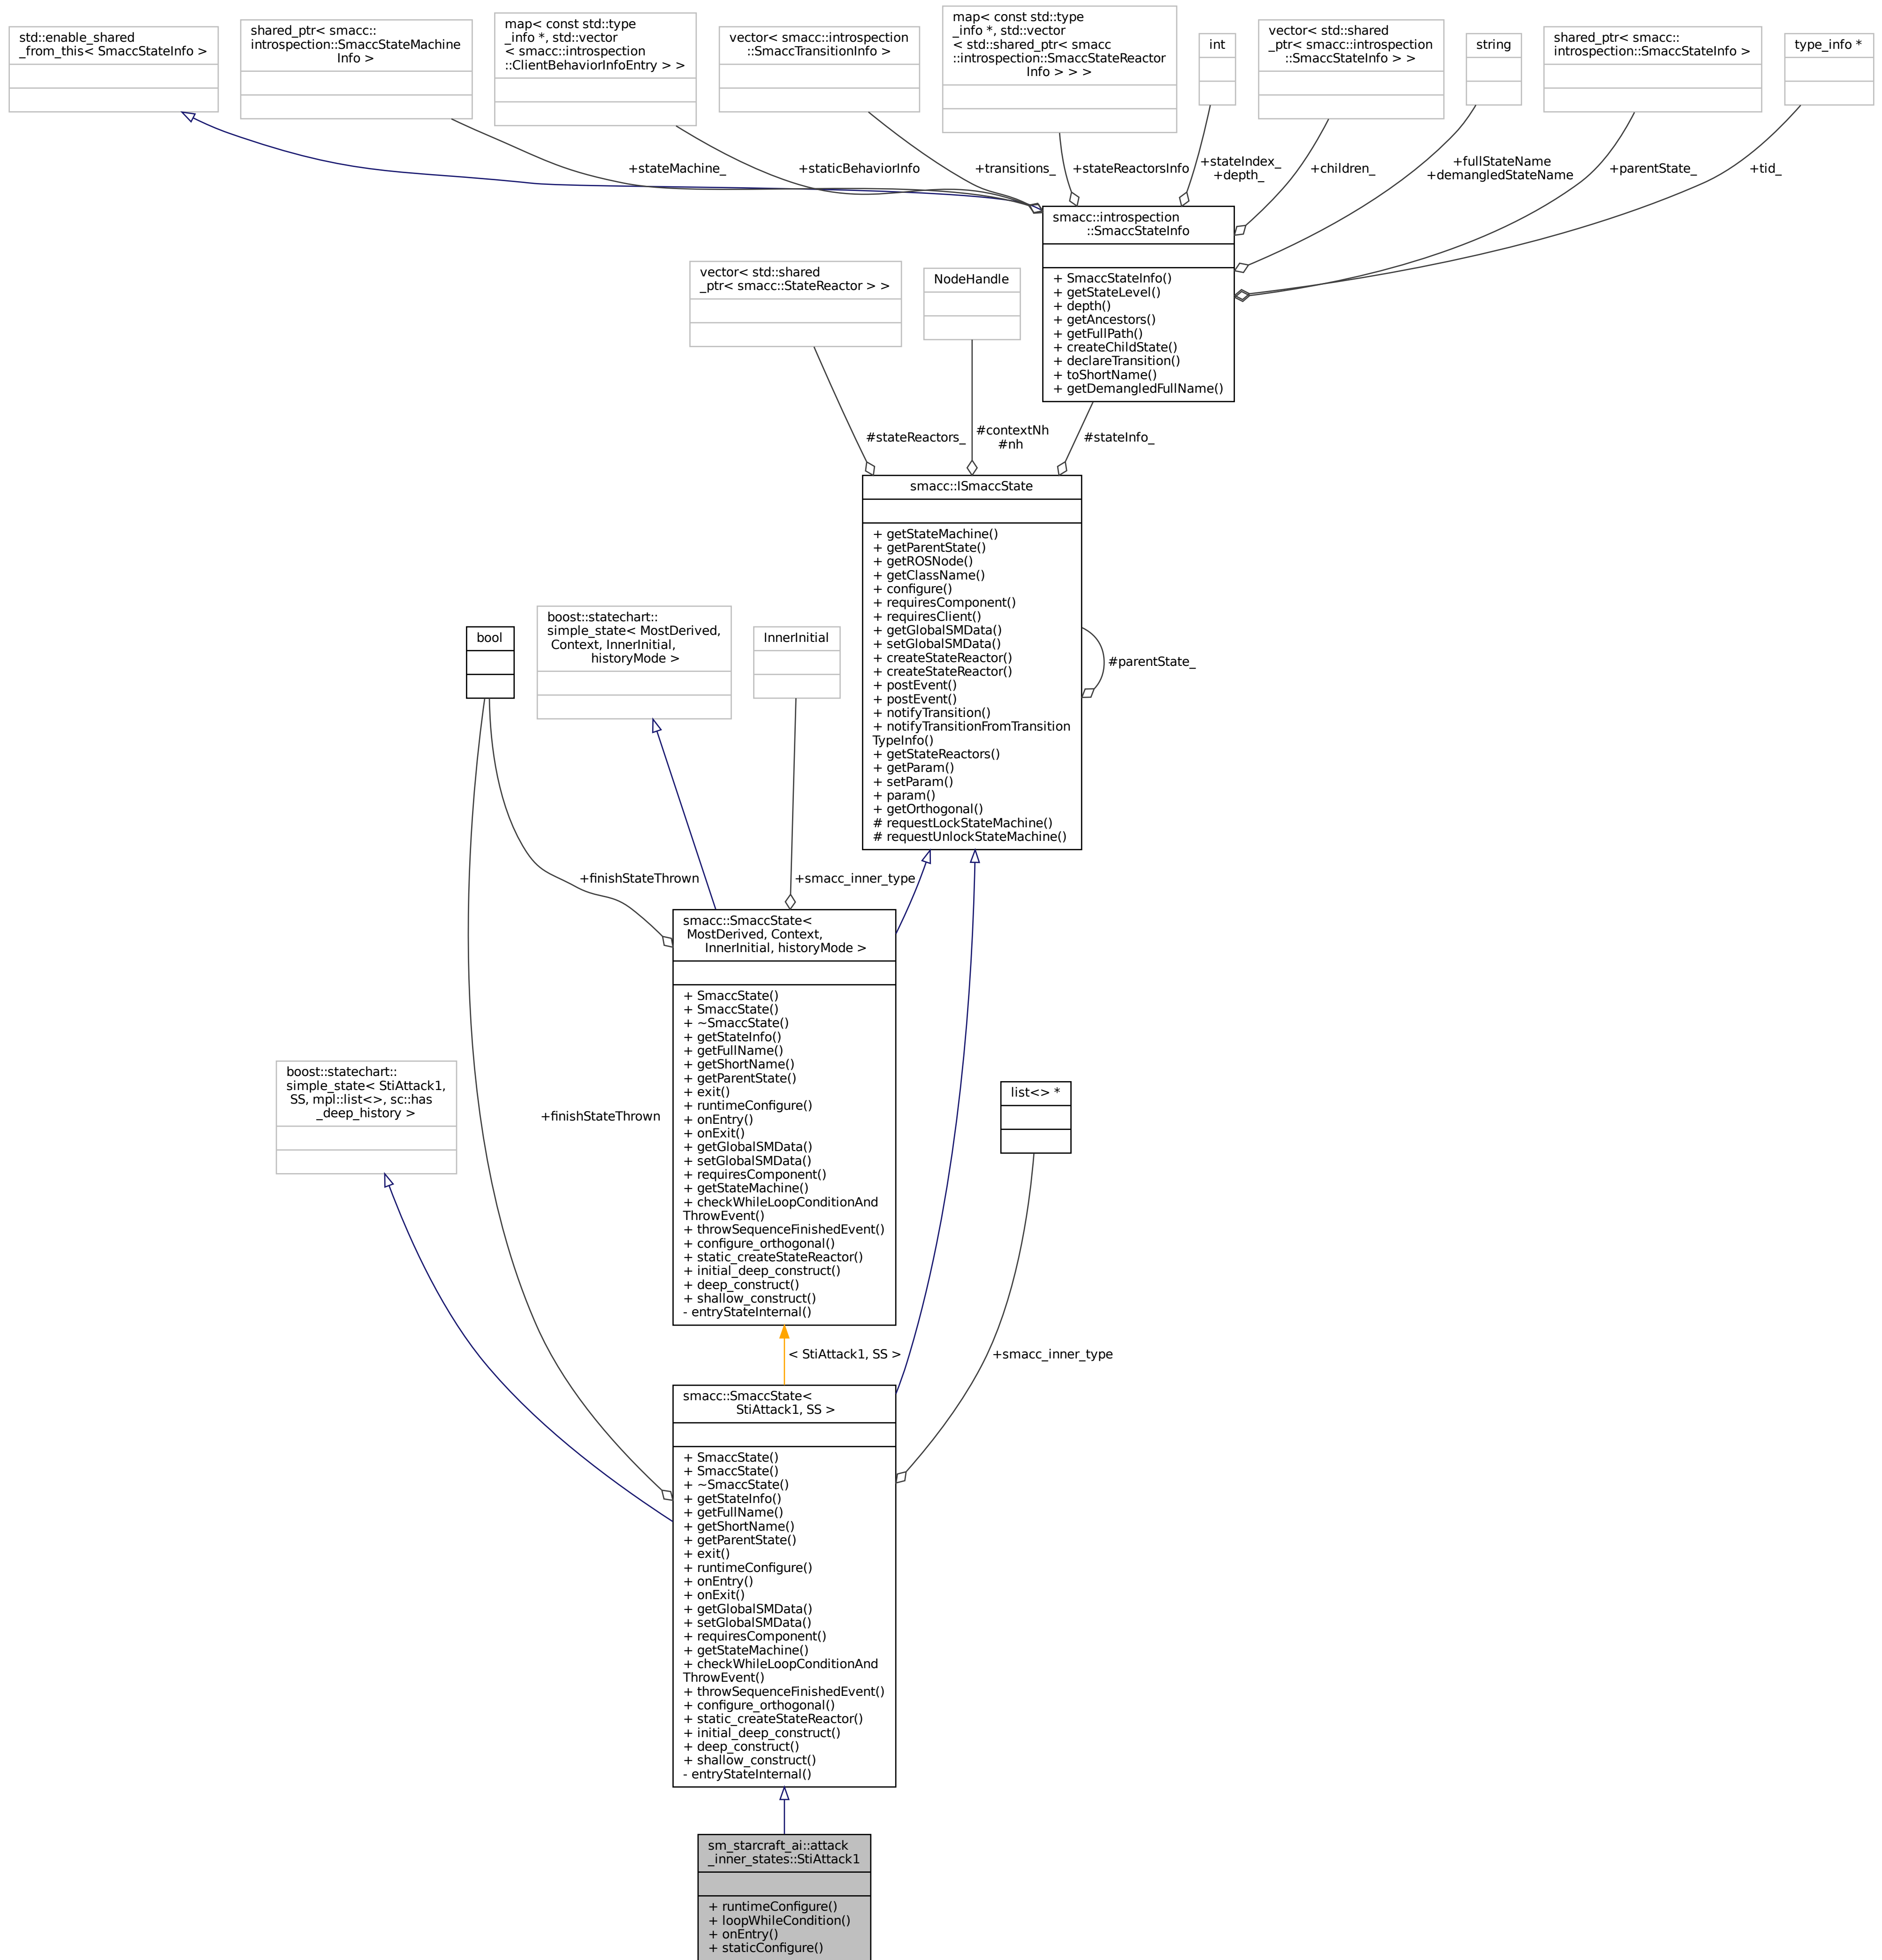 std::enable_shared
_from_this< SmaccStateInfo >
shared_ptr< smacc::
introspection::SmaccStateMachine
Info >
map< const std::type
_info *, std::vector
< smacc::introspection
::ClientBehaviorInfoEntry > >
vector< smacc::introspection
::SmaccTransitionInfo >
map< const std::type
_info *, std::vector
< std::shared_ptr< smacc
::introspection::SmaccStateReactor
Info > > >
int
vector< std::shared
_ptr< smacc::introspection
::SmaccStateInfo > >
string
shared_ptr< smacc::
introspection::SmaccStateInfo >
type_info *
+stateMachine_
+staticBehaviorInfo
+transitions_
+stateReactorsInfo
+stateIndex_
+depth_
+children_
+fullStateName
+demangledStateName
+parentState_
+tid_
smacc::introspection
::SmaccStateInfo
+ SmaccStateInfo()
+ getStateLevel()
+ depth()
+ getAncestors()
+ getFullPath()
+ createChildState()
+ declareTransition()
+ toShortName()
+ getDemangledFullName()
vector< std::shared
_ptr< smacc::StateReactor > >
NodeHandle
#stateReactors_
#contextNh
#nh
#stateInfo_
smacc::ISmaccState
+ getStateMachine()
+ getParentState()
+ getROSNode()
+ getClassName()
+ configure()
+ requiresComponent()
+ requiresClient()
+ getGlobalSMData()
+ setGlobalSMData()
+ createStateReactor()
+ createStateReactor()
+ postEvent()
+ postEvent()
+ notifyTransition()
+ notifyTransitionFromTransition
TypeInfo()
+ getStateReactors()
+ getParam()
+ setParam()
+ param()
+ getOrthogonal()
# requestLockStateMachine()
# requestUnlockStateMachine()
#parentState_
bool
boost::statechart::
simple_state< MostDerived,
Context, InnerInitial,
historyMode >
InnerInitial
+finishStateThrown
+smacc_inner_type
smacc::SmaccState<
MostDerived, Context,
InnerInitial, historyMode >
+ SmaccState()
+ SmaccState()
+ ~SmaccState()
+ getStateInfo()
+ getFullName()
+ getShortName()
+ getParentState()
+ exit()
+ runtimeConfigure()
+ onEntry()
+ onExit()
+ getGlobalSMData()
+ setGlobalSMData()
+ requiresComponent()
+ getStateMachine()
+ checkWhileLoopConditionAnd
ThrowEvent()
+ throwSequenceFinishedEvent()
+ configure_orthogonal()
+ static_createStateReactor()
+ initial_deep_construct()
+ deep_construct()
+ shallow_construct()
- entryStateInternal()
boost::statechart::
simple_state< StiAttack1,
SS, mpl::list<>, sc::has
_deep_history >
+finishStateThrown
list<> *
< StiAttack1, SS >
+smacc_inner_type
smacc::SmaccState<
StiAttack1, SS >
+ SmaccState()
+ SmaccState()
+ ~SmaccState()
+ getStateInfo()
+ getFullName()
+ getShortName()
+ getParentState()
+ exit()
+ runtimeConfigure()
+ onEntry()
+ onExit()
+ getGlobalSMData()
+ setGlobalSMData()
+ requiresComponent()
+ getStateMachine()
+ checkWhileLoopConditionAnd
ThrowEvent()
+ throwSequenceFinishedEvent()
+ configure_orthogonal()
+ static_createStateReactor()
+ initial_deep_construct()
+ deep_construct()
+ shallow_construct()
- entryStateInternal()
sm_starcraft_ai::attack
_inner_states::StiAttack1
+ runtimeConfigure()
+ loopWhileCondition()
+ onEntry()
+ staticConfigure()